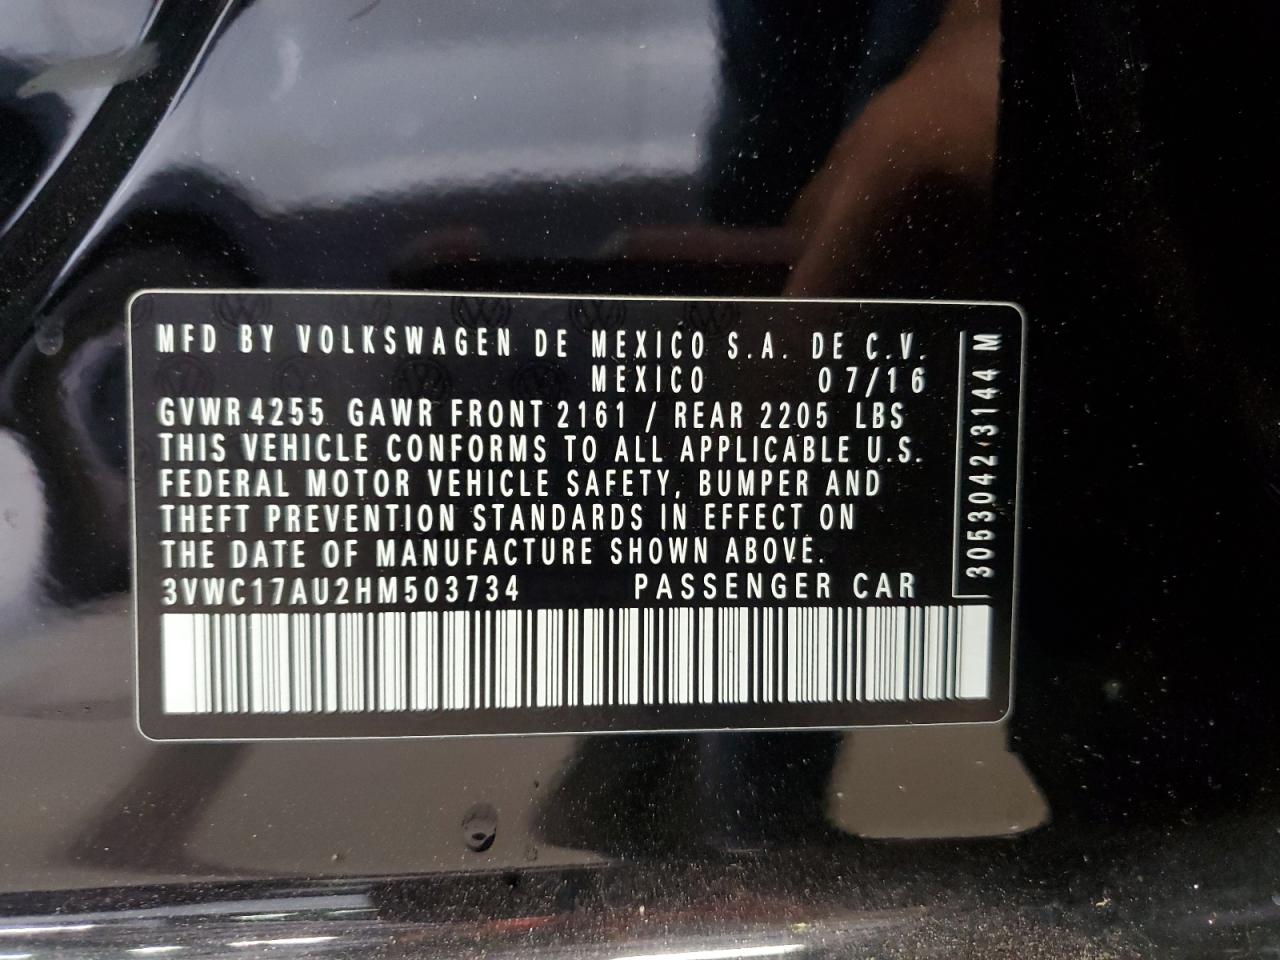 MFD BY VOLKSWAGEN DE MEXICO S.A. DE C.V.
MEXICO 07/16
GVWR 4255 GAWR FRONT 2161 / REAR 2205 LBS
THIS VEHICLE CONFORMS TO ALL APPLICABLE U.S.
FEDERAL MOTOR VEHICLE SAFETY, BUMPER AND
THEFT PREVENTION STANDARDS IN EFFECT ON
THE DATE OF MANUFACTURE SHOWN ABOVE.
3VWC17AU2HM503734 PASSENGER CAR
3053042 3144 M